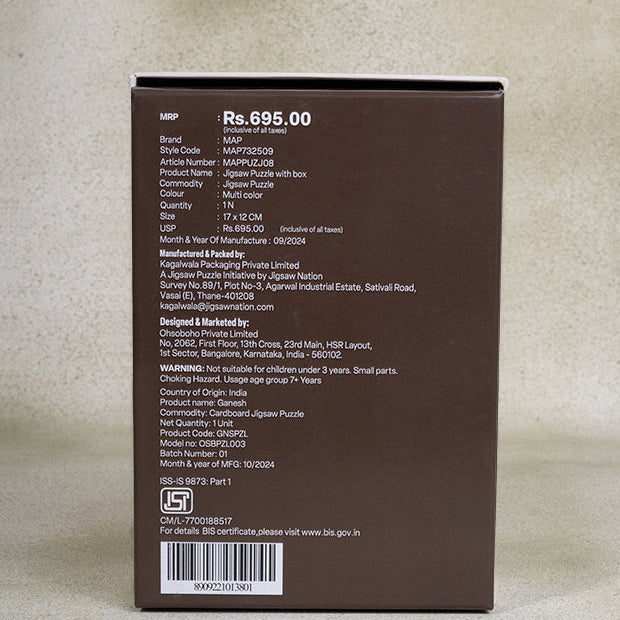 MRP : Rs.695.00
(inclusive of all taxes)
Brand : MAP
Style Code : MAP732509
Article Number : MAPPUZJ08
Product Name : Jigsaw Puzzle with box
Commodity : Jigsaw Puzzle
Colour : Multi color
Quantity : 1 N
Size : 17 x 12 CM
USP : Rs.695.00 (inclusive of all taxes)
Month & Year Of Manufacture : 09/2024
Manufactured & Packed by:
Kagalwala Packaging Private Limited
A Jigsaw Puzzle Initiative by Jigsaw Nation
Survey No.89/1, Plot No-3, Agarwal Industrial Estate, Sativali Road,
Vasai (E), Thane-401208
kagalwala@jigsawnation.com
Designed & Marketed by:
Ohsoboho Private Limited
No, 2062, First Floor, 13th Cross, 23rd Main, HSR Layout,
1st Sector, Bangalore, Karnataka, India - 560102.
WARNING: Not suitable for children under 3 years. Small parts.
Choking Hazard. Usage age group 7+ Years
Country of Origin: India
Product name: Ganesh
Commodity: Cardboard Jigsaw Puzzle
Net Quantity: 1 Unit
Product Code: GNSPZL
Model no: OSBPZL003
Batch Number: 01
Month & year of MFG: 10/2024
ISS-IS 9873: Part 1
ISI
CM/L-7700188517
For details BIS certificate,please visit www.bis.gov.in
8909221013801